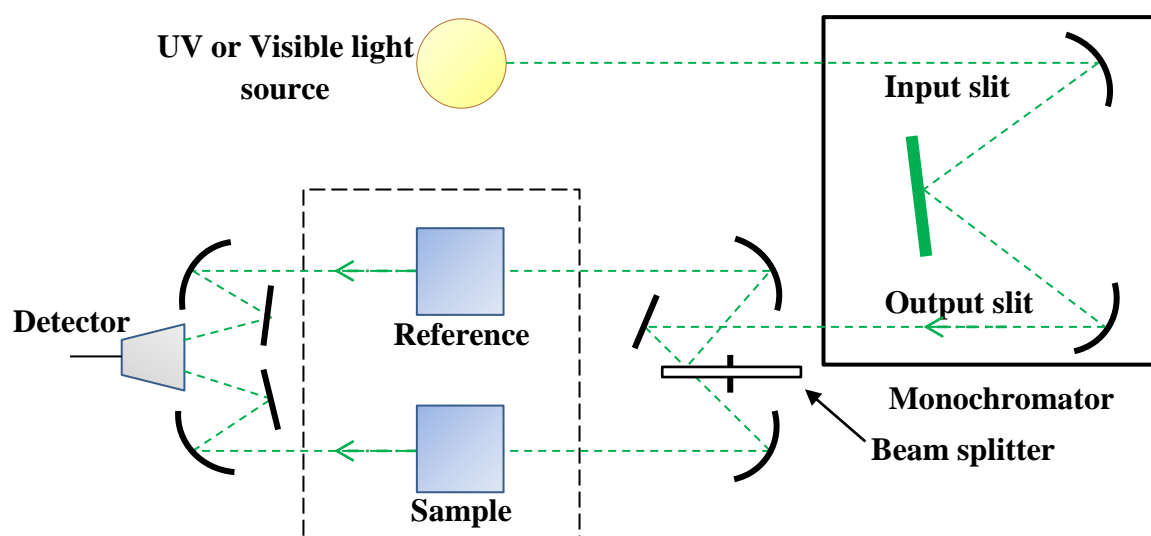 UV or Visible light
source
Input slit
Output slit
Detector
Reference
Monochromator
Beam splitter
Sample